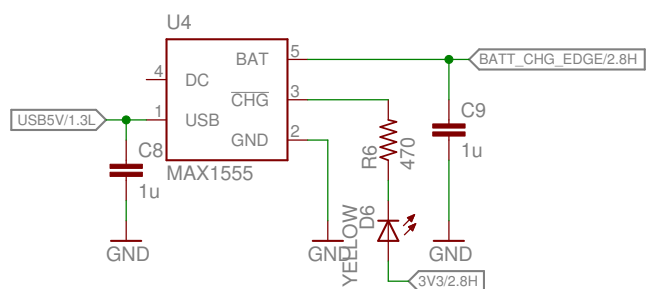 U4
BAT
5
BATT_CHG_EDGE/2.8H
4
DC
CHG
3
USB5V/1.3L
1
USB
C9
GND
2
C8
R6
470
1u
1u
MAX1555
D6
YELLOW
GND
GND
GND
3V3/2.8H